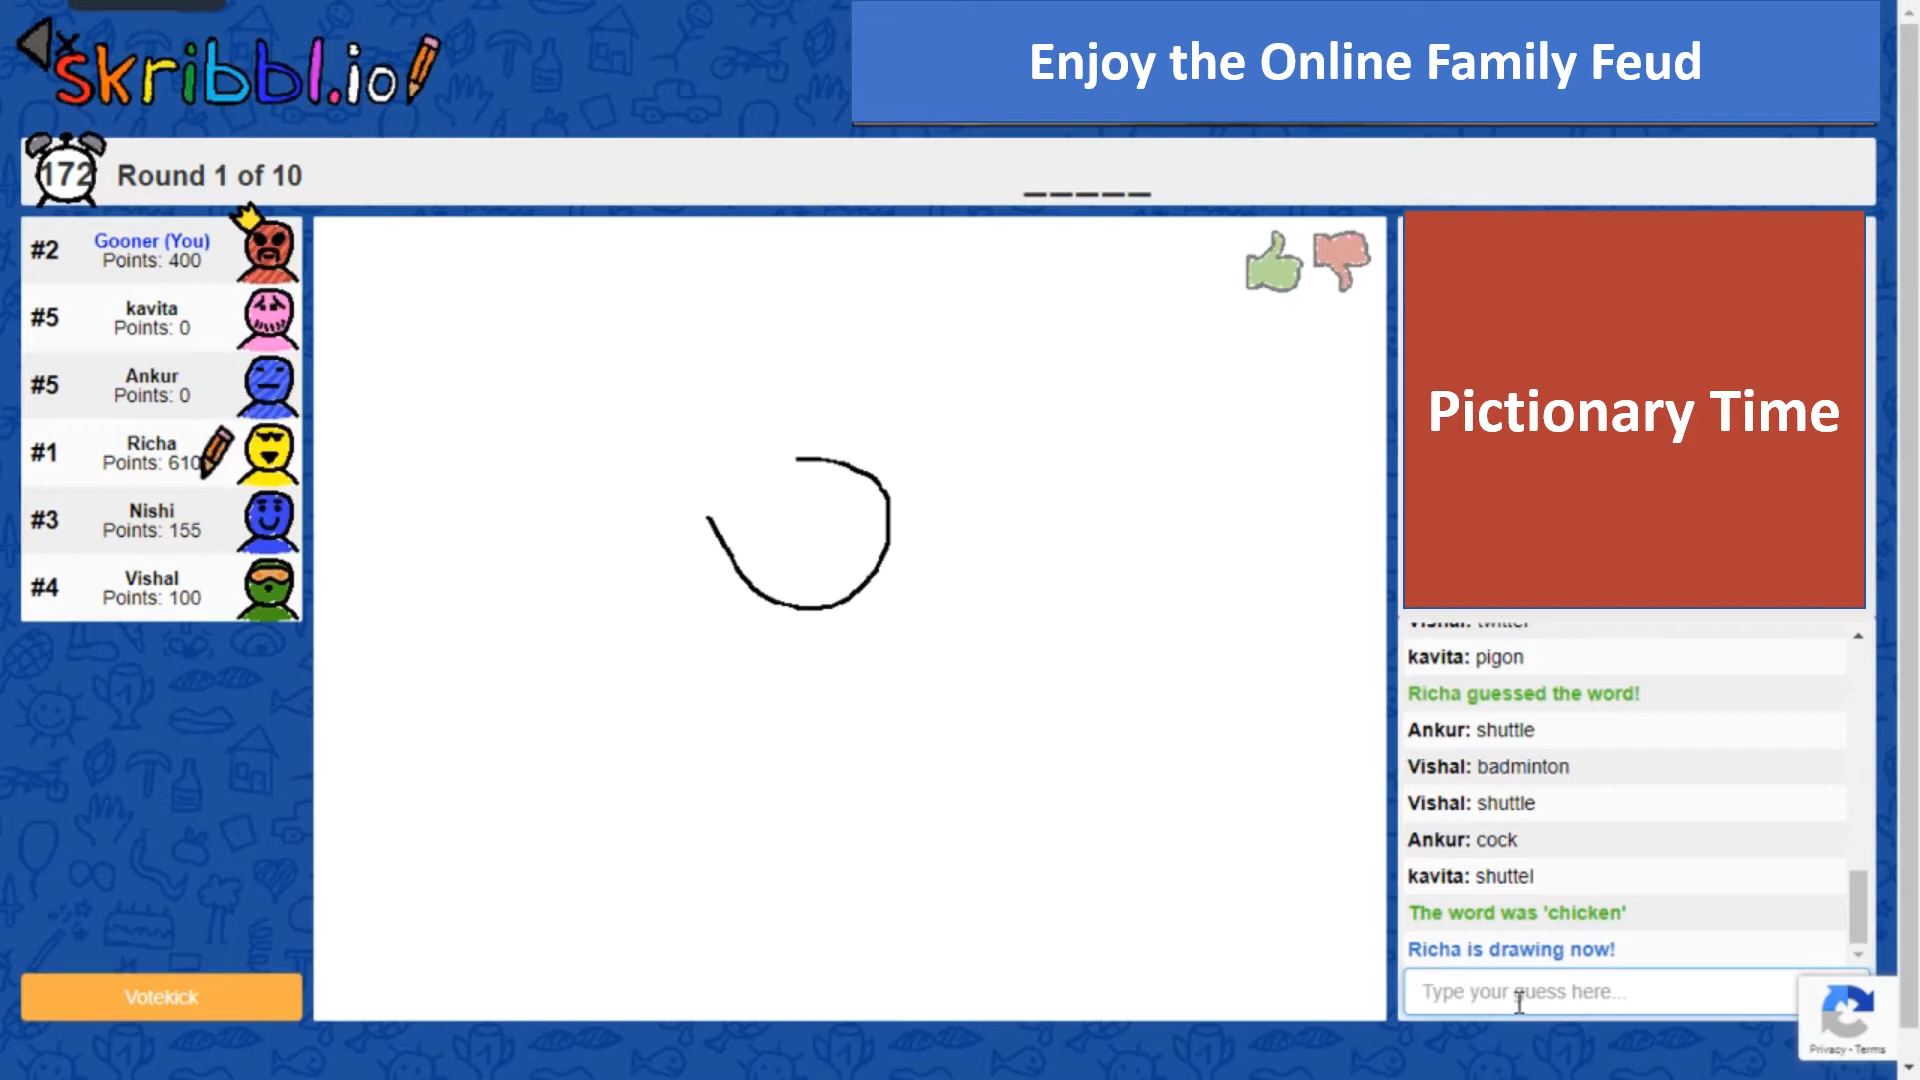 skribbl.io
Enjoy the Online Family Feud
172
Round 1 of 10
_____
#2
Gooner (You)
Points: 400
#5
kavita
Points: 0
#5
Ankur
Points: 0
#1
Richa
Points: 610
#3
Nishi
Points: 155
#4
Vishal
Points: 100
Votekick
Pictionary Time
Vishal: twitter
kavita: pigon
Richa guessed the word!
Ankur: shuttle
Vishal: badminton
Vishal: shuttle
Ankur: cock
kavita: shuttel
The word was 'chicken'
Richa is drawing now!
Type your guess here...
Privacy - Terms